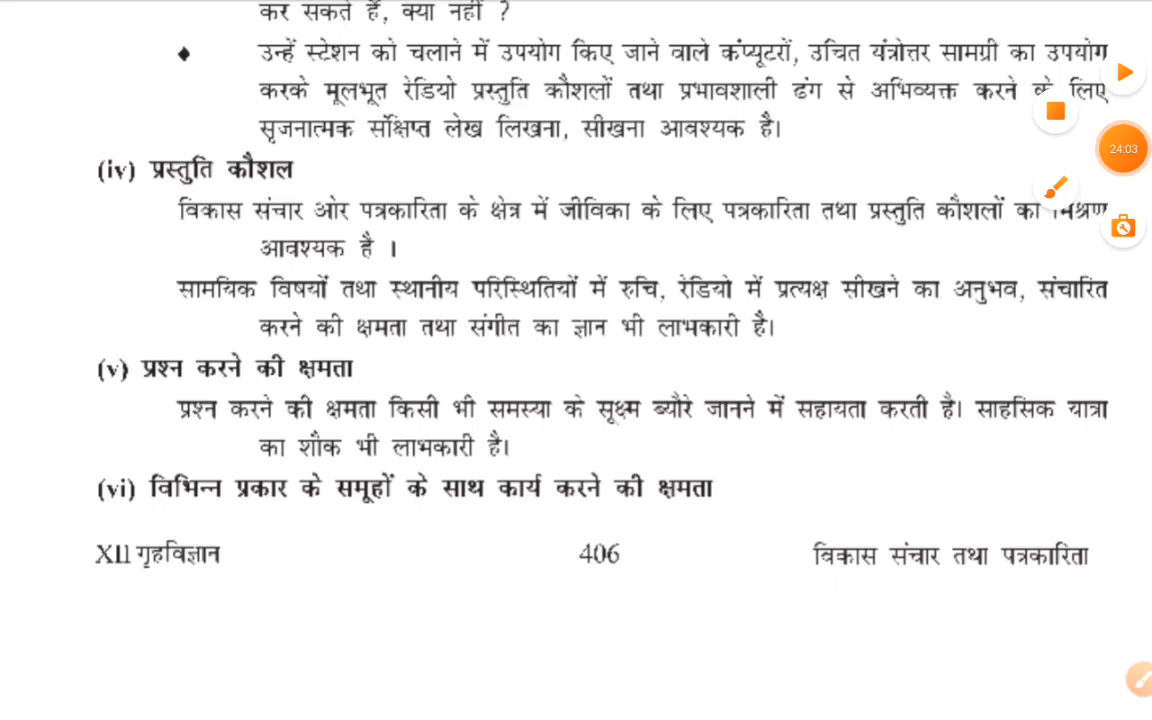 कर सकते हैं, क्या नहीं ?
♦ उन्हें स्टेशन को चलाने में उपयोग किए जाने वाले कंप्यूटरों, उचित यंत्रोत्तर सामग्री का उपयोग
करके मूलभूत रेडियो प्रस्तुति कौशलों तथा प्रभावशाली ढंग से अभिव्यक्त करने के लिए
सृजनात्मक संक्षिप्त लेख लिखना, सीखना आवश्यक है।
24:03
(iv) प्रस्तुति कौशल
विकास संचार ओर पत्रकारिता के क्षेत्र में जीविका के लिए पत्रकारिता तथा प्रस्तुति कौशलों का मिश्रण
आवश्यक है ।
सामयिक विषयों तथा स्थानीय परिस्थितियों में रुचि, रेडियो में प्रत्यक्ष सीखने का अनुभव, संचारित
करने की क्षमता तथा संगीत का ज्ञान भी लाभकारी है।
(v) प्रश्न करने की क्षमता
प्रश्न करने की क्षमता किसी भी समस्या के सूक्ष्म ब्यौरे जानने में सहायता करती है। साहसिक यात्रा
का शौक भी लाभकारी है।
(vi) विभिन्न प्रकार के समूहों के साथ कार्य करने की क्षमता
XII गृहविज्ञान 406 विकास संचार तथा पत्रकारिता